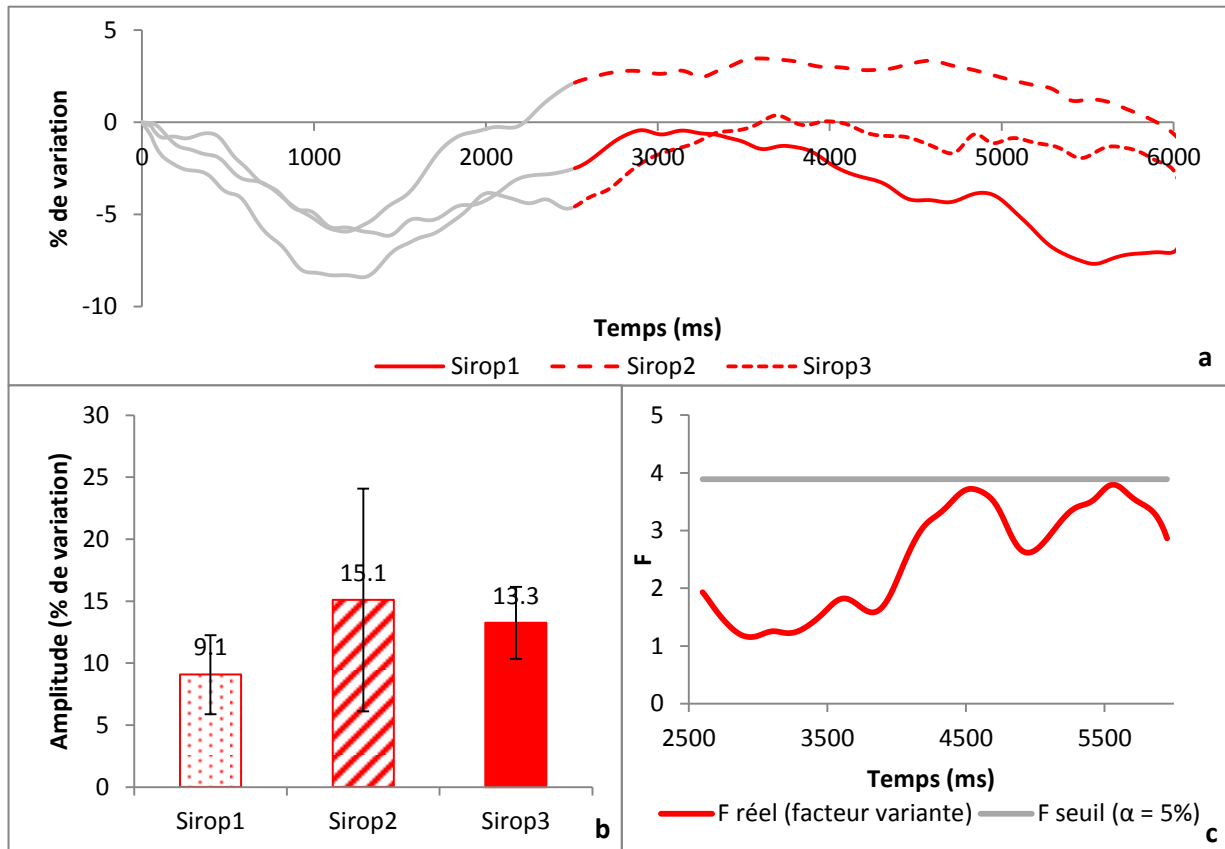 5
0
-5
-10
% de variation
0 1000 2000 3000 4000 5000 6000
Temps (ms)
Sirop1 Sirop2 Sirop3
a
30
25
20
15
10
5
0
Amplitude (% de variation)
9.1
15.1
13.3
Sirop1 Sirop2 Sirop3
b
5
4
3
2
1
0
F
2500 3500 4500 5500
Temps (ms)
F réel (facteur variante) F seuil (α = 5%)
c